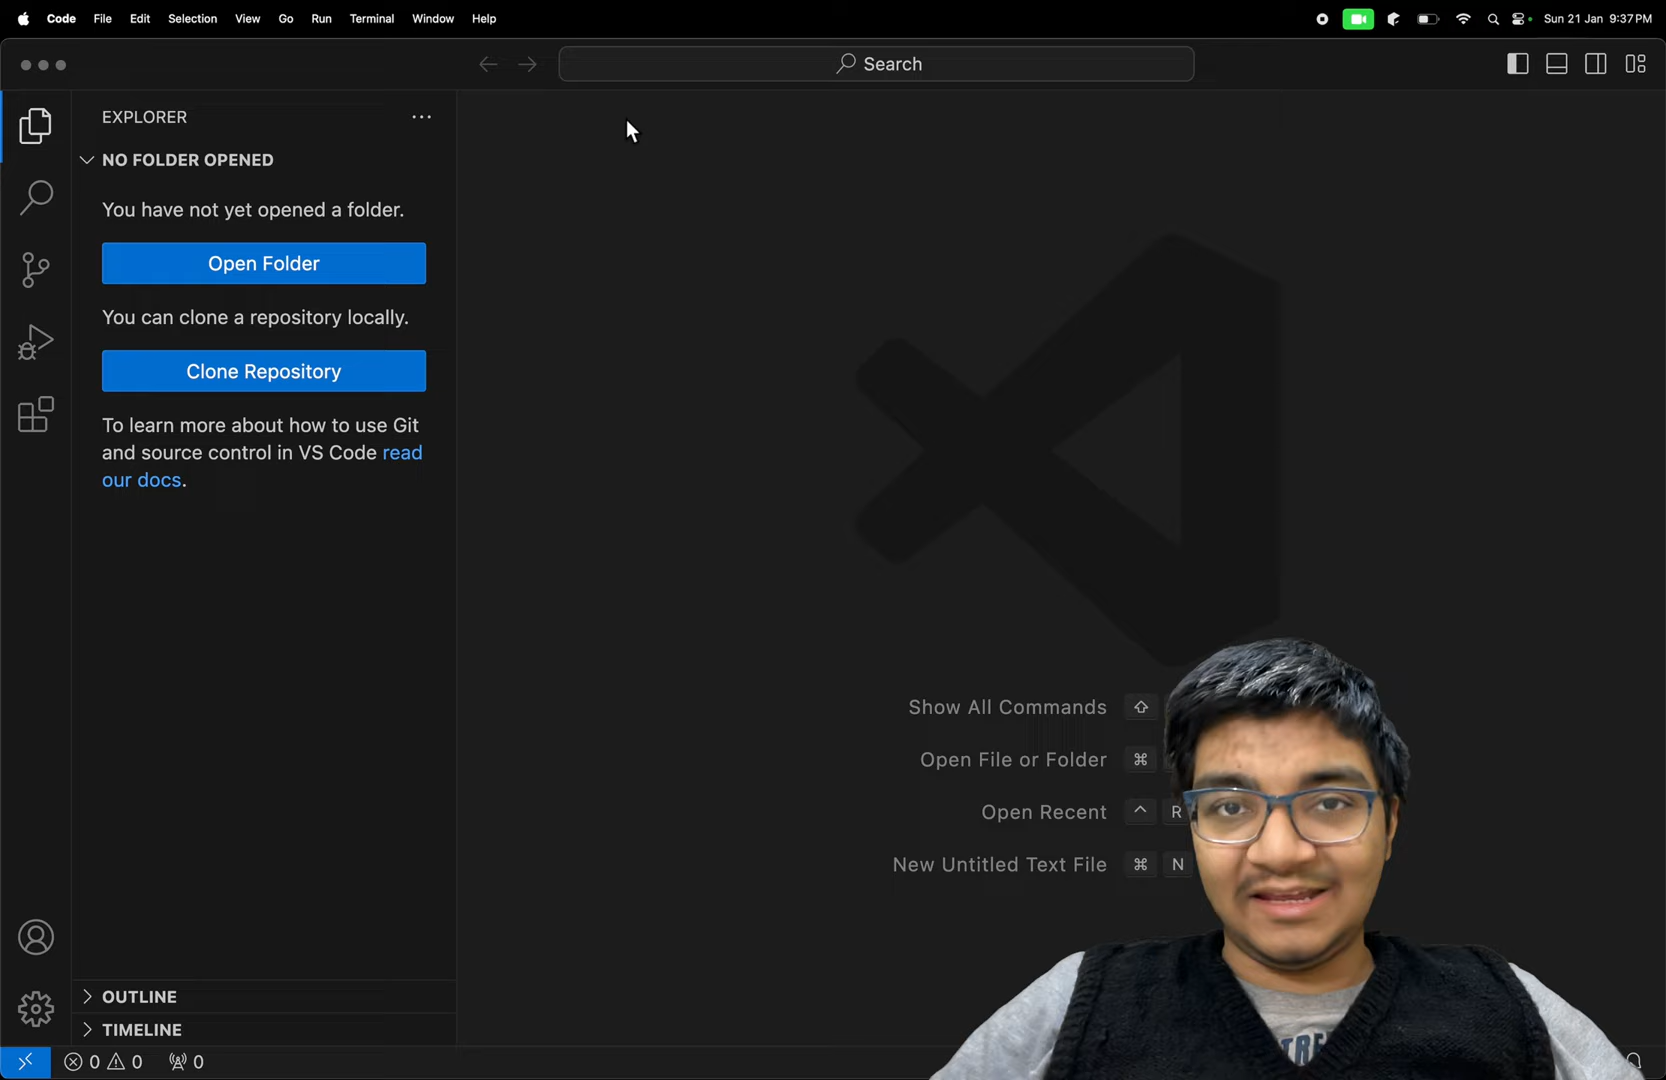 Code File Edit Selection View Go Run Terminal Window Help Sun 21 Jan 9:37 PM
Search
EXPLORER
NO FOLDER OPENED
You have not yet opened a folder.
Open Folder
You can clone a repository locally.
Clone Repository
To learn more about how to use Git
and source control in VS Code read
our docs.
Show All Commands ⇧
Open File or Folder ⌘
Open Recent ^ R
New Untitled Text File ⌘ N
OUTLINE
TIMELINE
0 0 0